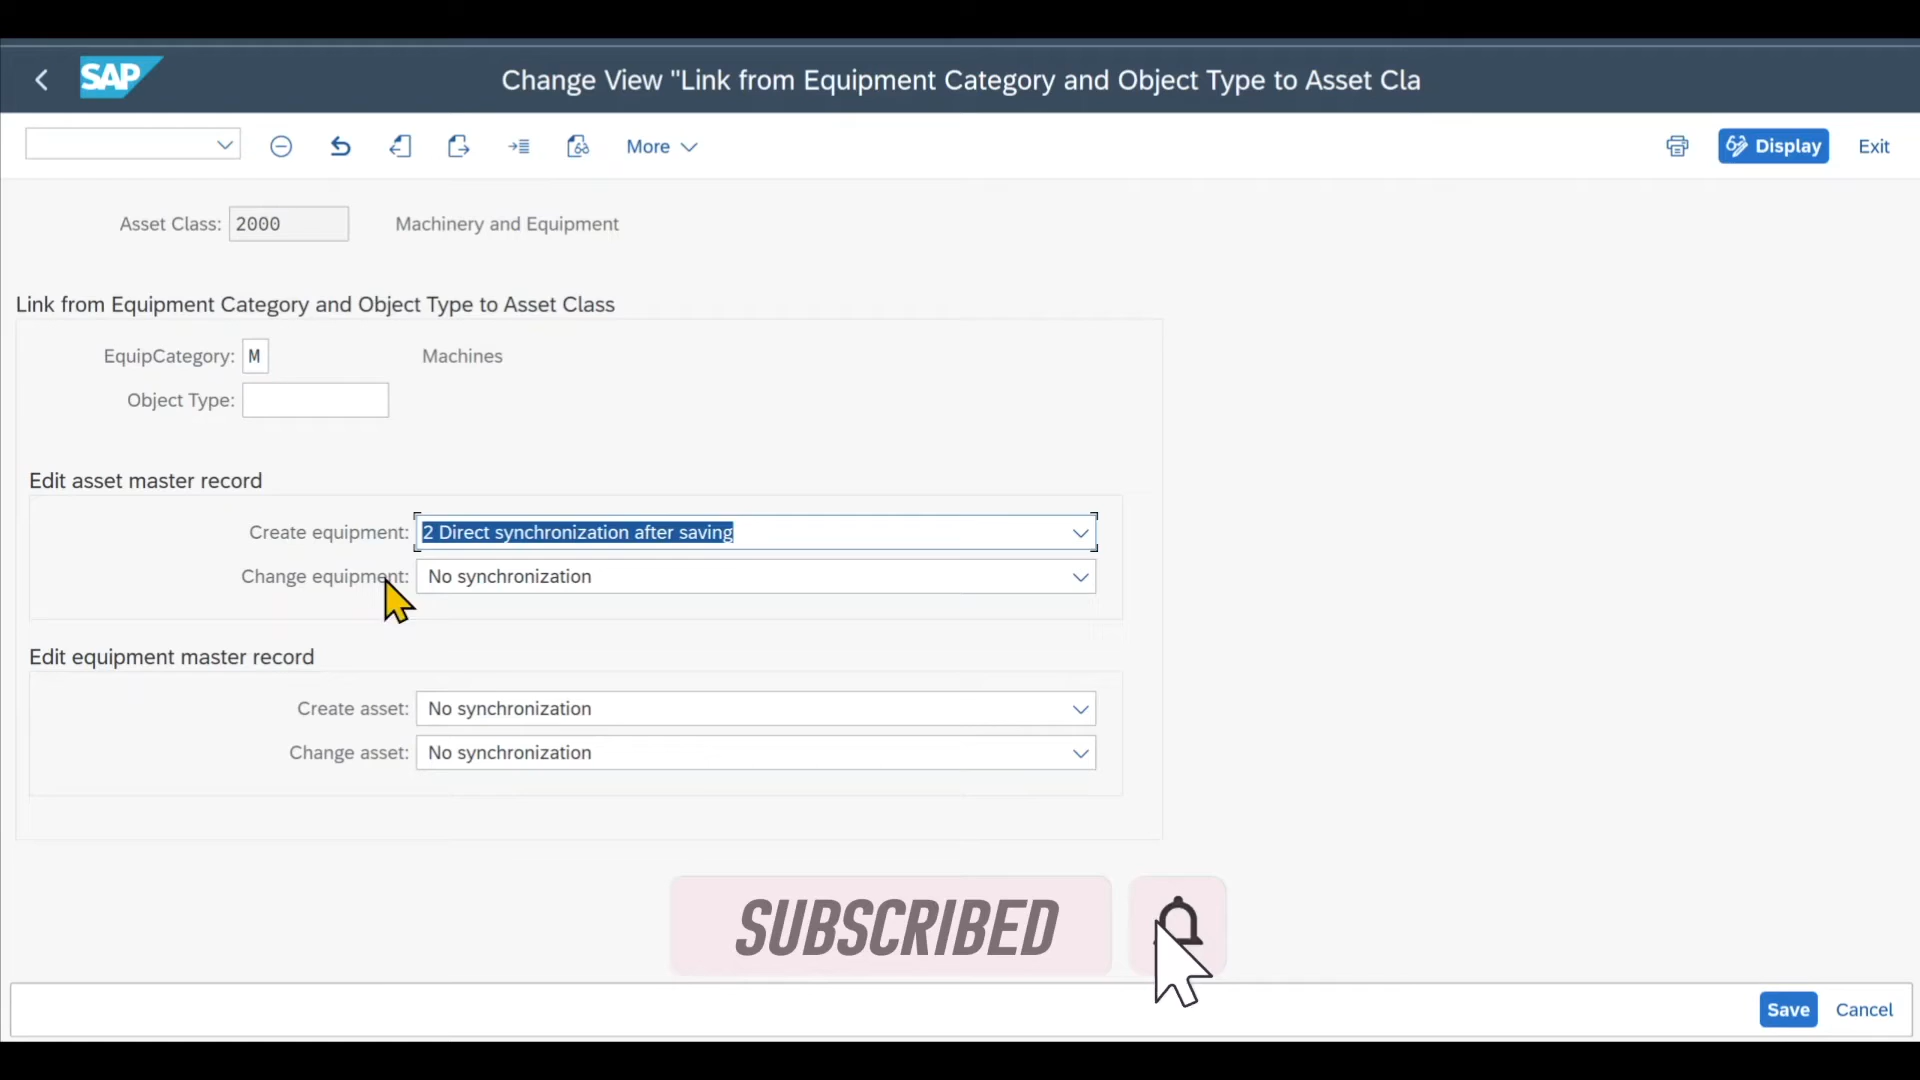 SAP
Change View "Link from Equipment Category and Object Type to Asset Cla
More
Display
Exit
Asset Class: 2000 Machinery and Equipment
Link from Equipment Category and Object Type to Asset Class
EquipCategory: M Machines
Object Type:
Edit asset master record
Create equipment: 2 Direct synchronization after saving
Change equipment: No synchronization
Edit equipment master record
Create asset: No synchronization
Change asset: No synchronization
SUBSCRIBED
Save
Cancel